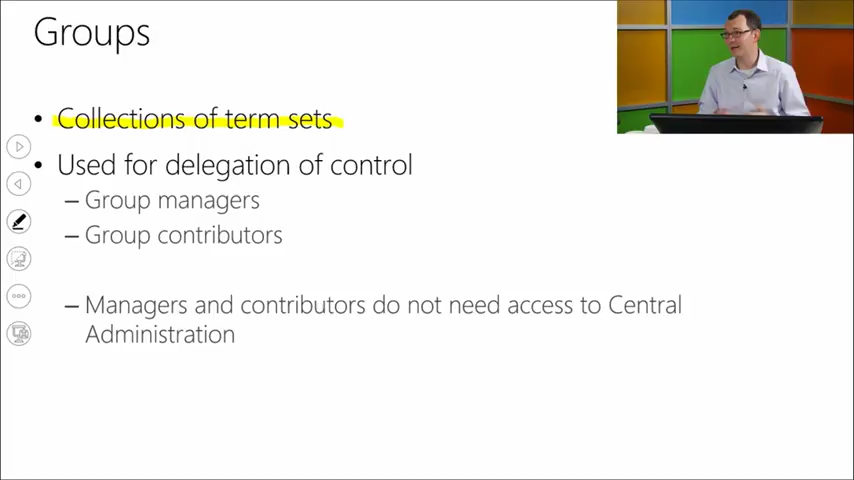 Groups
• Collections of term sets
• Used for delegation of control
– Group managers
– Group contributors
– Managers and contributors do not need access to Central
Administration